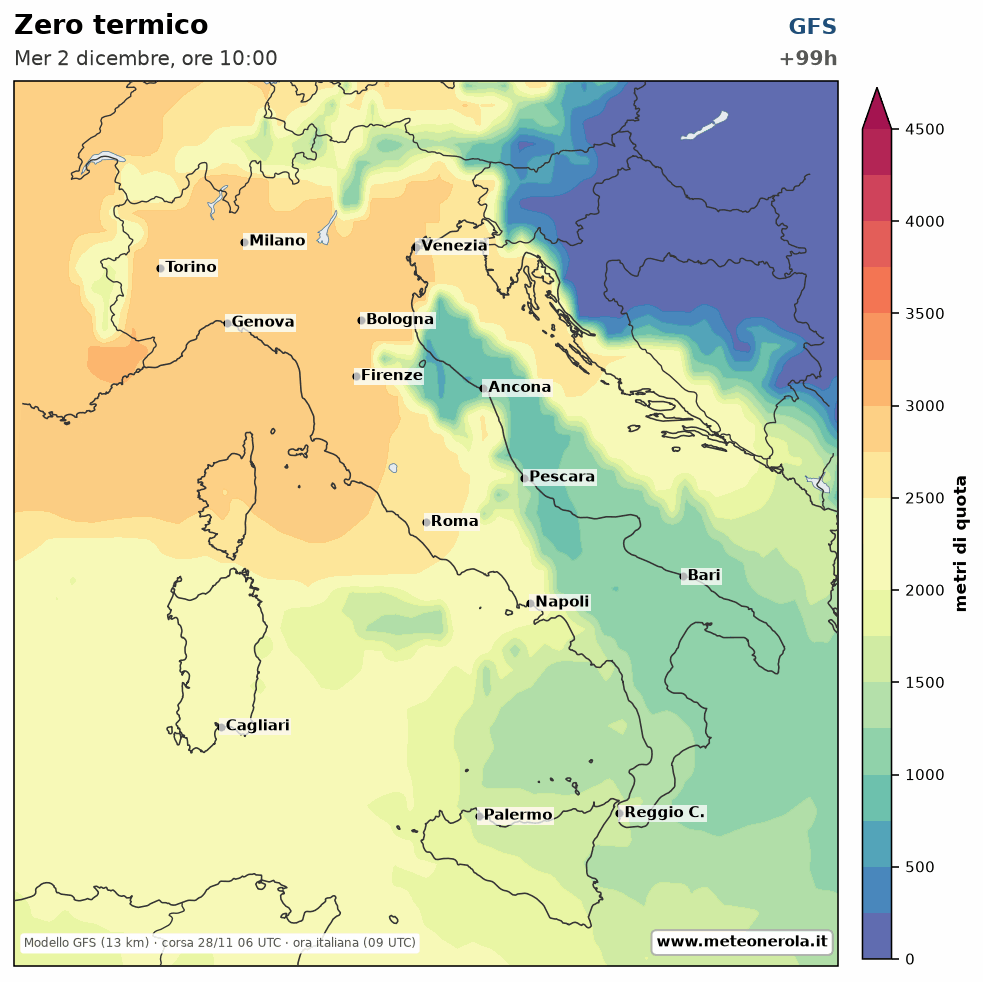 Zero termico
GFS
Mer 2 dicembre, ore 10:00
+99h
4500
4000
3500
3000
2500
2000
1500
1000
500
0
metri di quota
Milano
Venezia
Torino
Genova
Bologna
Firenze
Ancona
Pescara
Roma
Bari
Napoli
Cagliari
Palermo
Reggio C.
Modello GFS (13 km) · corsa 28/11 06 UTC · ora italiana (09 UTC)
www.meteonerola.it